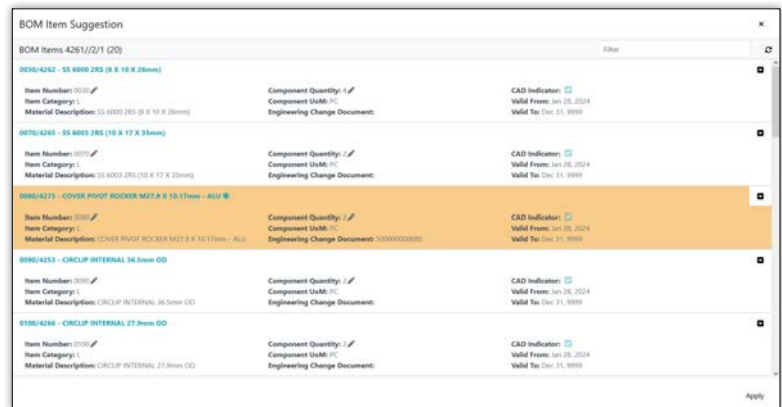 BOM Item Suggestion
BOM Items 4261//2/1 (20) Filter
0030/4262 - SS 6000 2RS (8 X 10 X 26mm)
Item Number: 0030 Component Quantity: 4 CAD Indicator:
Item Category: L Component UoM: PC Valid From: Jan 28, 2024
Material Description: SS 6000 2RS (8 X 10 X 26mm) Engineering Change Document: Valid To: Dec 31, 9999
0070/4265 - SS 6003 2RS (10 X 17 X 35mm)
Item Number: 0070 Component Quantity: 2 CAD Indicator:
Item Category: L Component UoM: PC Valid From: Jan 28, 2024
Material Description: SS 6003 2RS (10 X 17 X 35mm) Engineering Change Document: Valid To: Dec 31, 9999
0080/4275 - COVER PIVOT ROCKER M27.9 X 10.17mm - ALU
Item Number: 0080 Component Quantity: 2 CAD Indicator:
Item Category: L Component UoM: PC Valid From: Jan 28, 2024
Material Description: COVER PIVOT ROCKER M27.9 X 10.17mm - ALU Engineering Change Document: 500000000080 Valid To: Dec 31, 9999
0090/4253 - CIRCLIP INTERNAL 36.5mm OD
Item Number: 0090 Component Quantity: 2 CAD Indicator:
Item Category: L Component UoM: PC Valid From: Jan 28, 2024
Material Description: CIRCLIP INTERNAL 36.5mm OD Engineering Change Document: Valid To: Dec 31, 9999
0100/4266 - CIRCLIP INTERNAL 27.9mm OD
Item Number: 0100 Component Quantity: 2 CAD Indicator:
Item Category: L Component UoM: PC Valid From: Jan 28, 2024
Material Description: CIRCLIP INTERNAL 27.9mm OD Engineering Change Document: Valid To: Dec 31, 9999
Apply